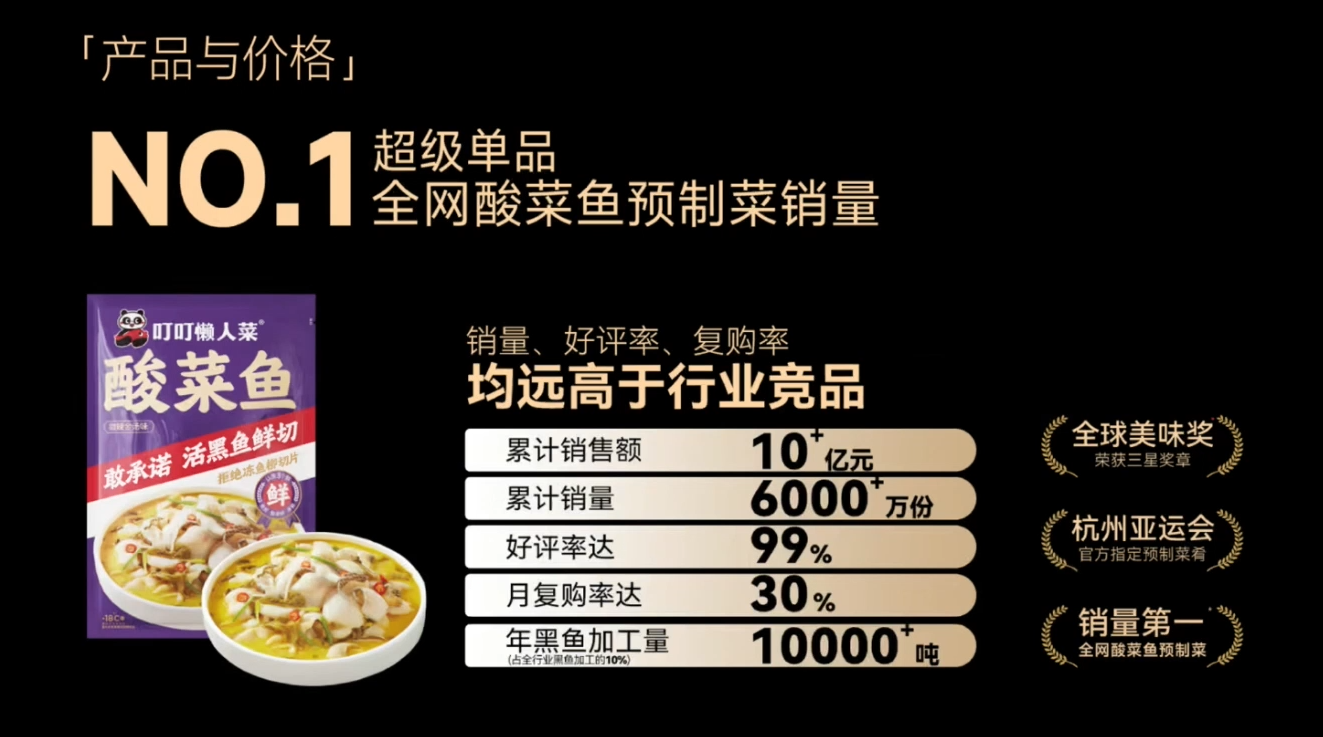 「产品与价格」
NO.1
超级单品
全网酸菜鱼预制菜销量
叮叮懒人菜®
酸菜鱼
敢承诺 活黑鱼鲜切
拒绝冻鱼柳切片
鲜
-18℃
销量、好评率、复购率
均远高于行业竞品
累计销售额 10+亿元
累计销量 6000+万份
好评率达 99%
月复购率达 30%
年黑鱼加工量 10000+吨
(占全行业黑鱼加工的10%)
全球美味奖
荣获三星奖章
杭州亚运会
官方指定预制菜肴
销量第一
全网酸菜鱼预制菜